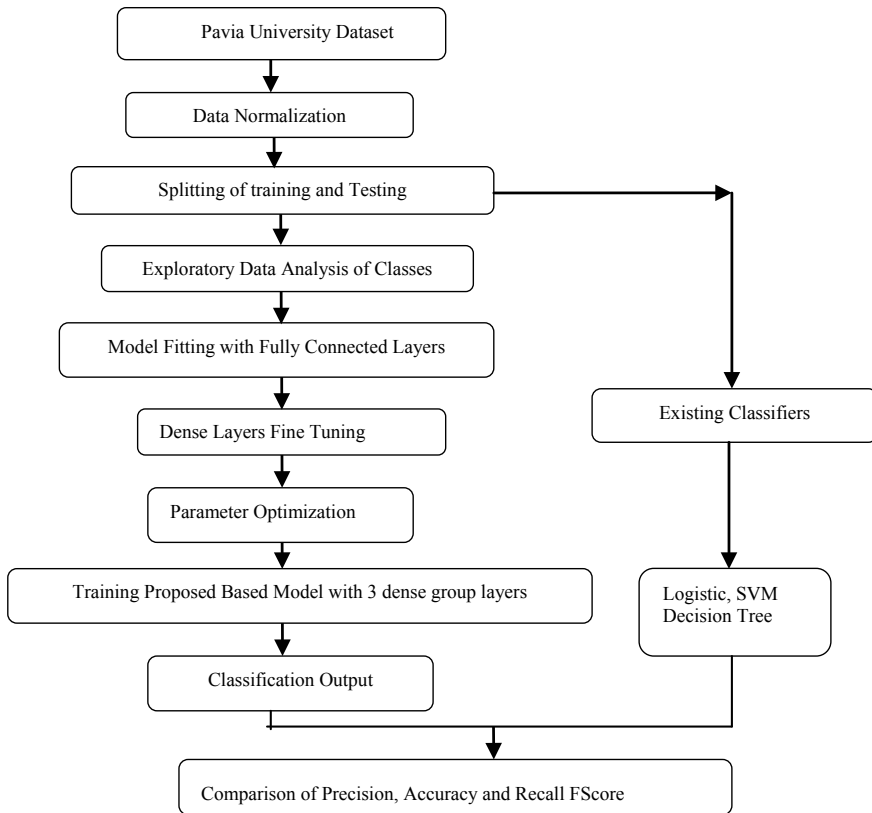 Pavia University Dataset
Data Normalization
Splitting of training and Testing
Exploratory Data Analysis of Classes
Model Fitting with Fully Connected Layers
Dense Layers Fine Tuning
Existing Classifiers
Parameter Optimization
Training Proposed Based Model with 3 dense group layers
Logistic, SVM
Decision Tree
Classification Output
Comparison of Precision, Accuracy and Recall FScore